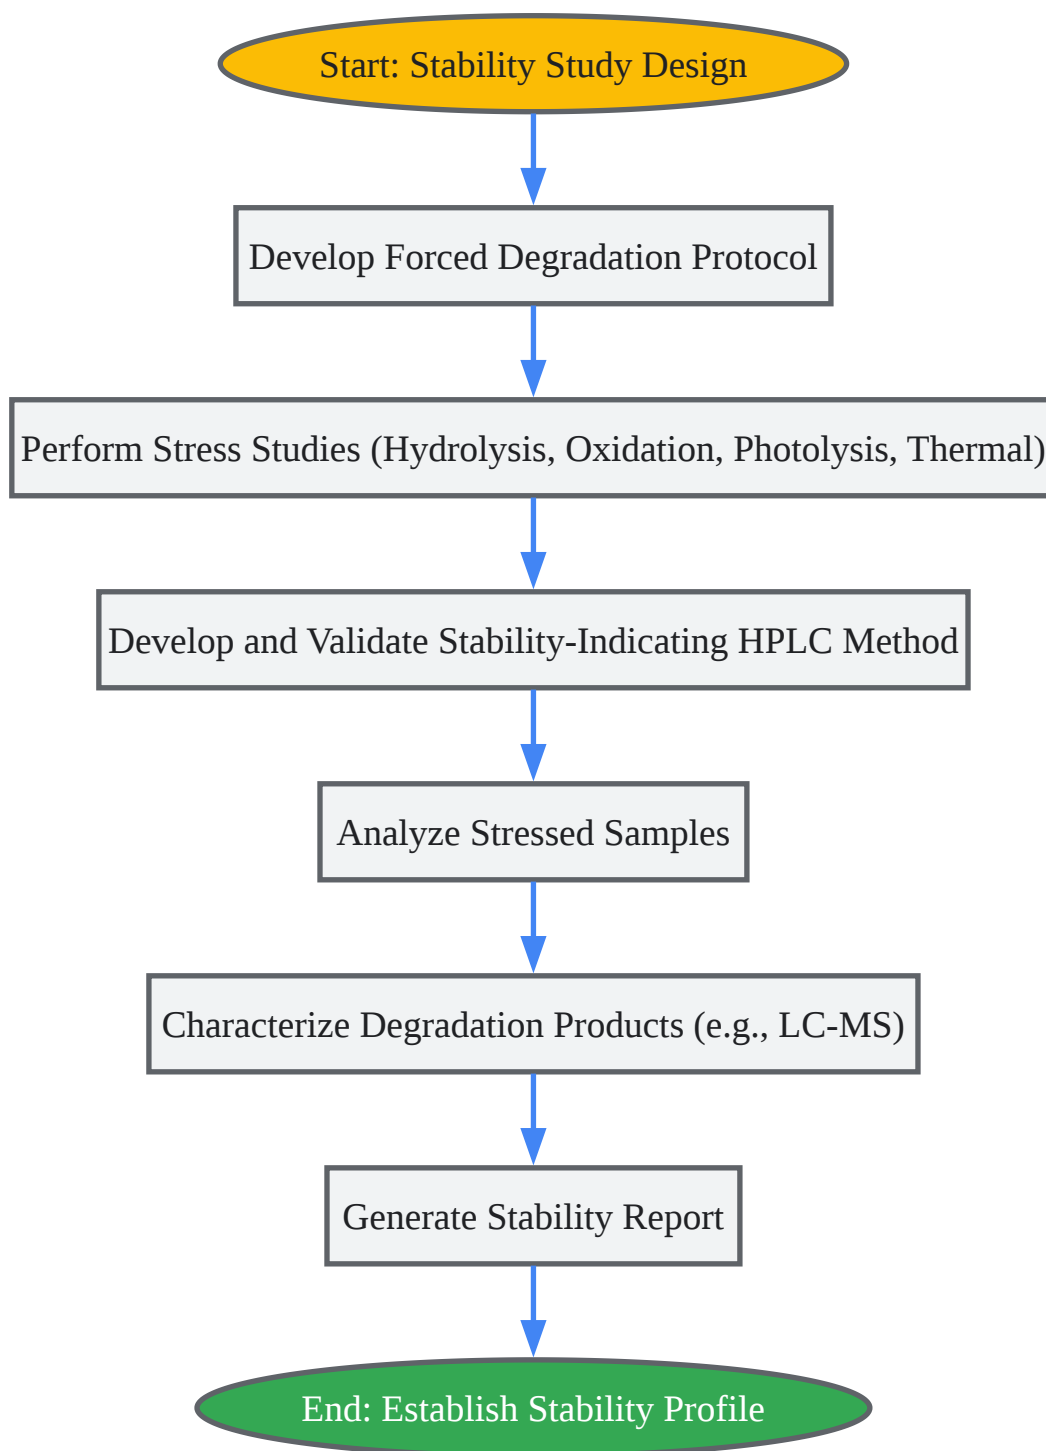 Start: Stability Study Design
Develop Forced Degradation Protocol
Perform Stress Studies (Hydrolysis, Oxidation, Photolysis, Thermal)
Develop and Validate Stability-Indicating HPLC Method
Analyze Stressed Samples
Characterize Degradation Products (e.g., LC-MS)
Generate Stability Report
End: Establish Stability Profile